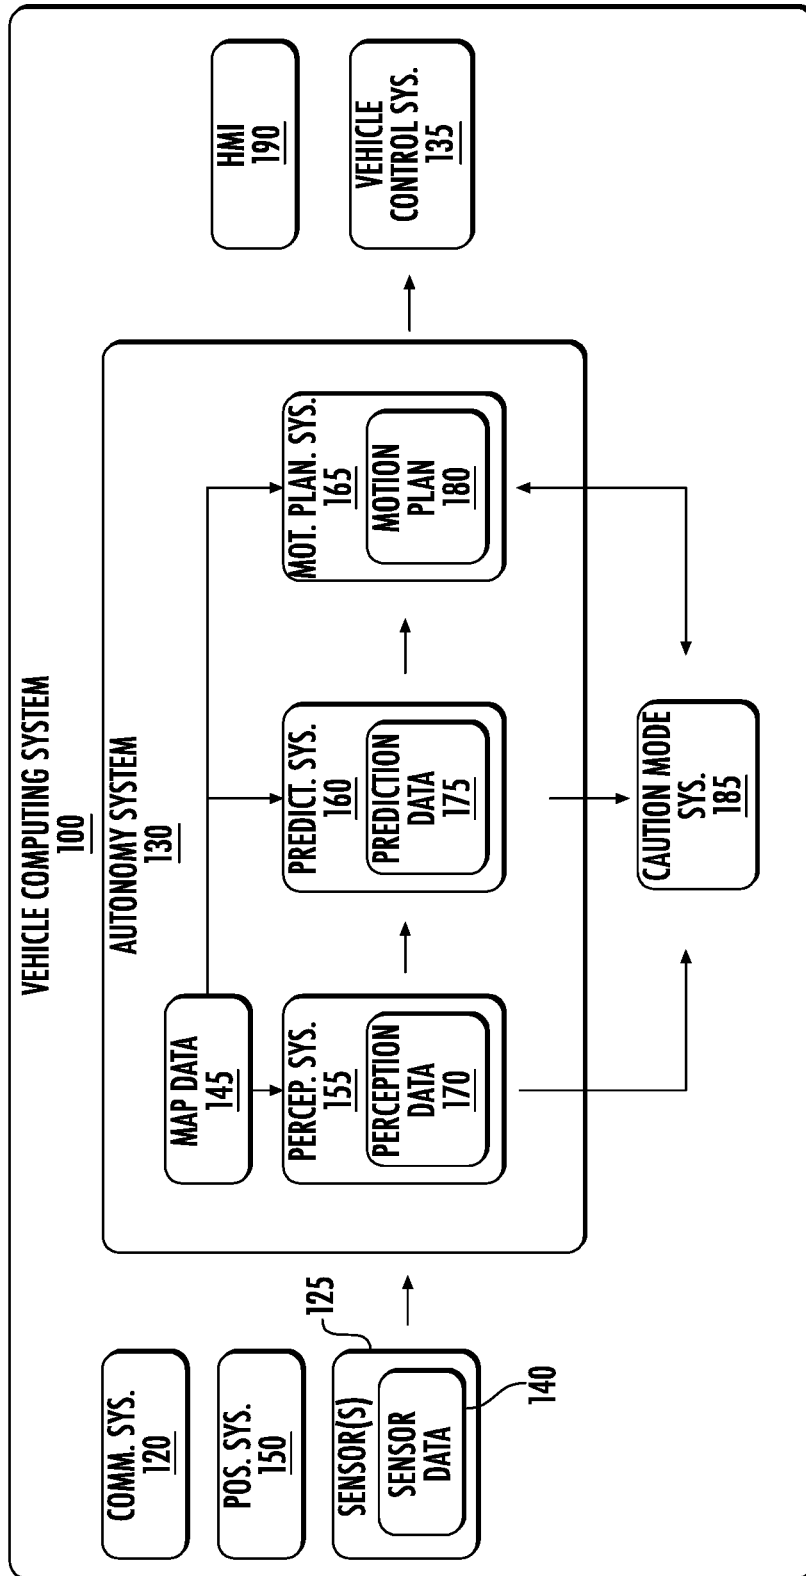 VEHICLE COMPUTING SYSTEM
100
COMM. SYS.
120
POS. SYS.
150
SENSOR(S)
SENSOR
DATA
125
140
AUTONOMY SYSTEM
130
MAP DATA
145
PERCEP. SYS.
155
PERCEPTION
DATA
170
PREDICT. SYS.
160
PREDICTION
DATA
175
MOT. PLAN. SYS.
165
MOTION
PLAN
180
CAUTION MODE
SYS.
185
HMI
190
VEHICLE
CONTROL SYS.
135